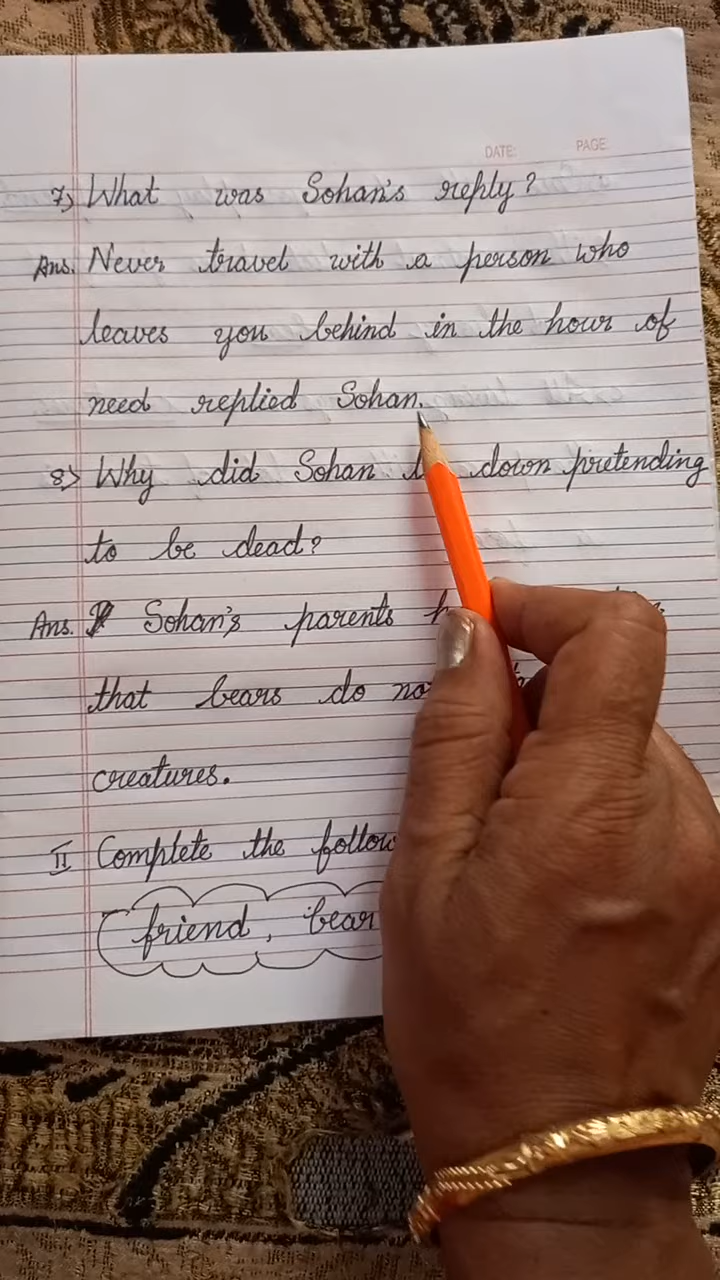 DATE: PAGE
7) What was Sohan's reply?
Ans. Never travel with a person who
leaves you behind in the hour of
need replied Sohan.
8) Why did Sohan down pretending
to be dead?
Ans. Sohan's parents
that bears do
creatures.
II Complete the
friend, bear